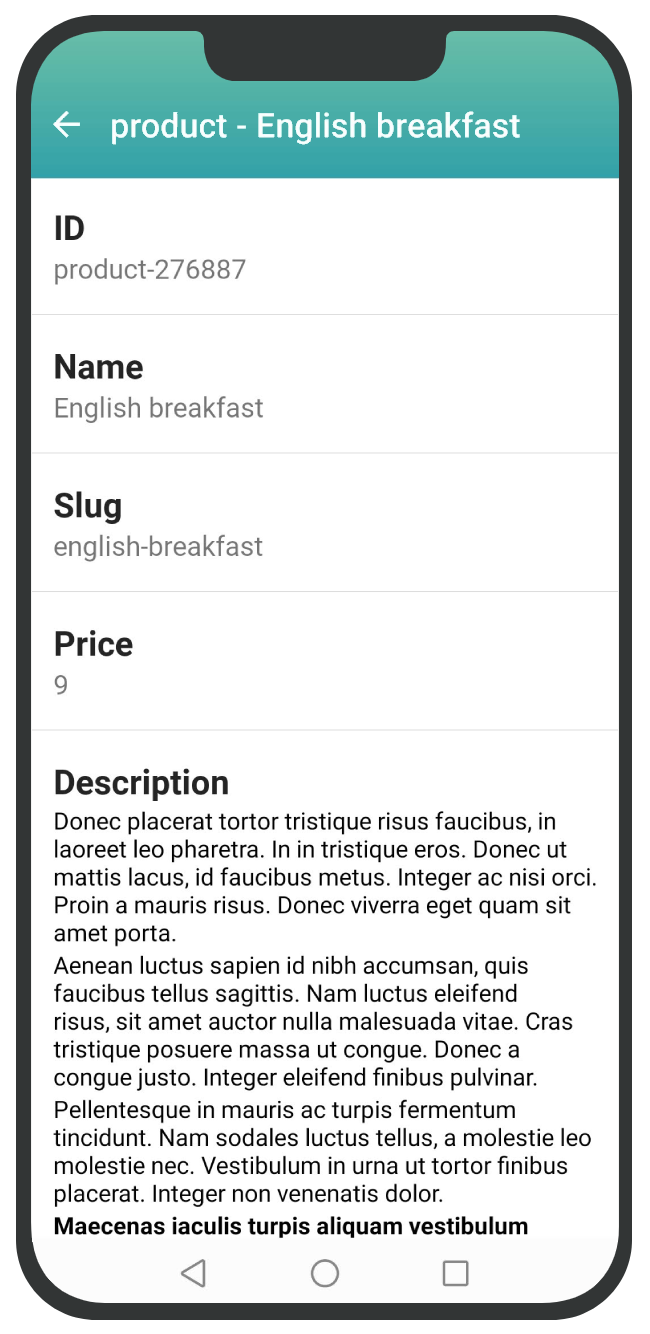 product - English breakfast
ID
product-276887
Name
English breakfast
Slug
english-breakfast
Price
9
Description
Donec placerat tortor tristique risus faucibus, in
laoreet leo pharetra. In in tristique eros. Donec ut
mattis lacus, id faucibus metus. Integer ac nisi orci.
Proin a mauris risus. Donec viverra eget quam sit
amet porta.
Aenean luctus sapien id nibh accumsan, quis
faucibus tellus sagittis. Nam luctus eleifend
risus, sit amet auctor nulla malesuada vitae. Cras
tristique posuere massa ut congue. Donec a
congue justo. Integer eleifend finibus pulvinar.
Pellentesque in mauris ac turpis fermentum
tincidunt. Nam sodales luctus tellus, a molestie leo
molestie nec. Vestibulum in urna ut tortor finibus
placerat. Integer non venenatis dolor.
Maecenas iaculis turpis aliquam vestibulum